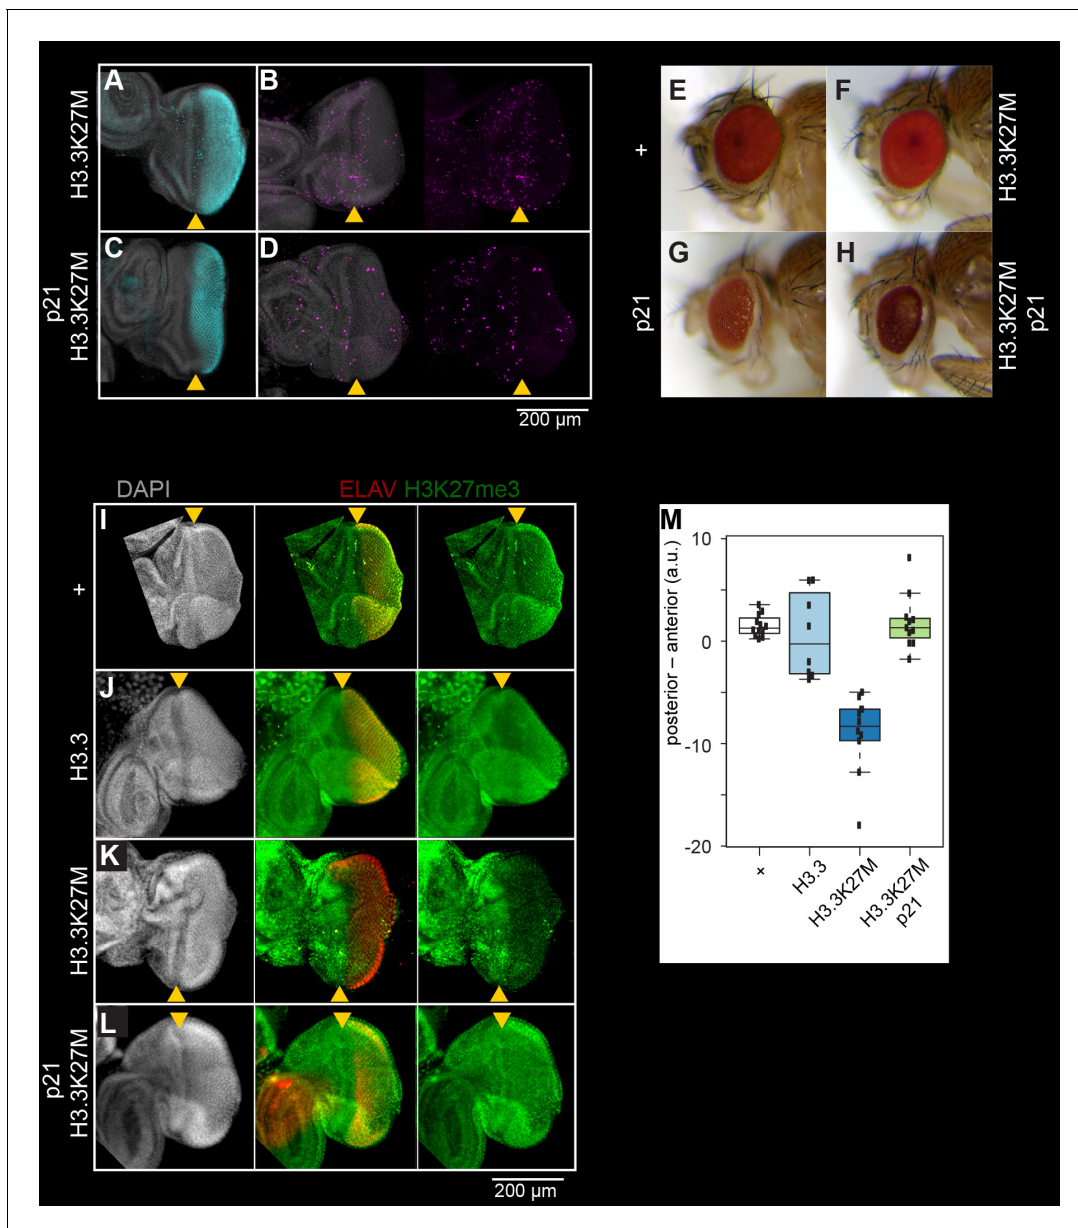 A
B
H3.3K27M
C
D
p21
H3.3K27M
200 µm
E
F
+
H3.3K27M
G
H
p21
H3.3K27M
p21
DAPI
ELAV H3K27me3
I
+
J
H3.3
K
H3.3K27M
L
p21
H3.3K27M
200 µm
M
posterior – anterior (a.u.)
10
0
-10
-20
+
H3.3
H3.3K27M
H3.3K27M
p21